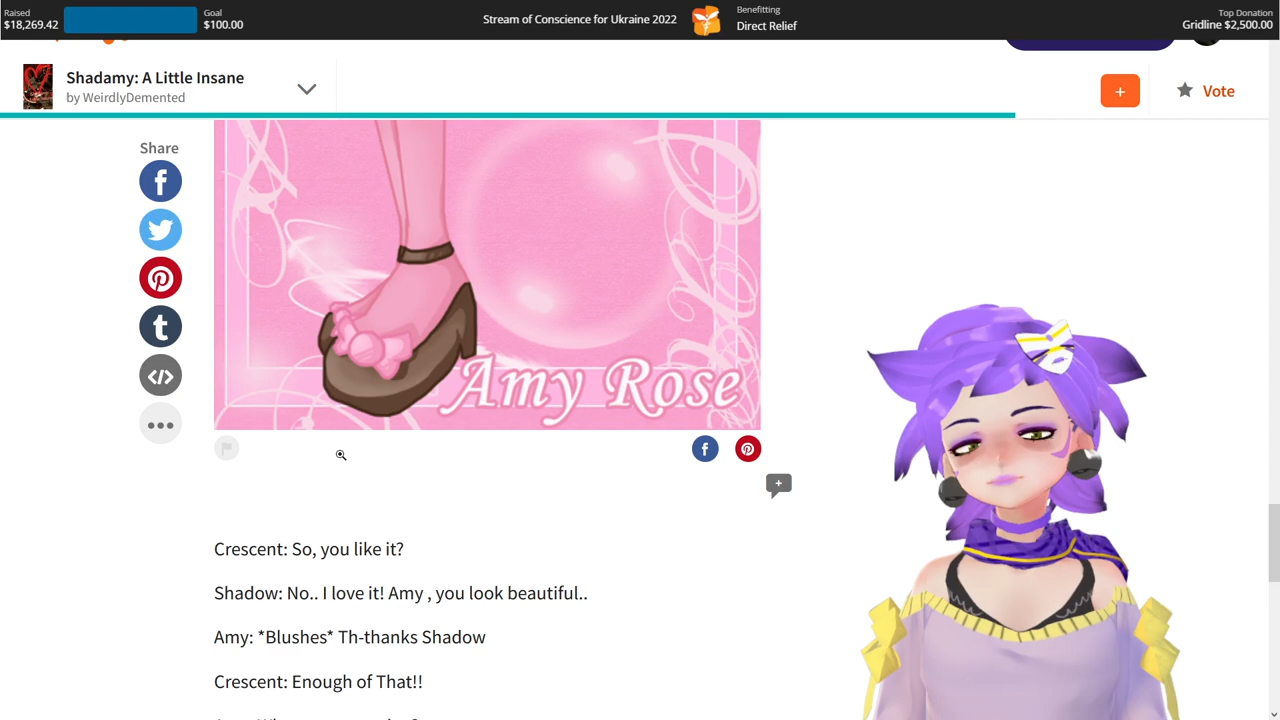 Raised
$18,269.42
Goal
$100.00
Stream of Conscience for Ukraine 2022
Benefitting
Direct Relief
Top Donation
Gridline $2,500.00
Shadamy: A Little Insane
by WeirdlyDemented
+
Vote
Share
Amy Rose
Crescent: So, you like it?
Shadow: No.. I love it! Amy , you look beautiful..
Amy: *Blushes* Th-thanks Shadow
Crescent: Enough of That!!